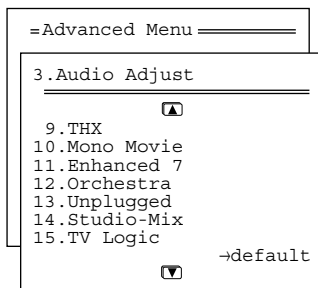 Advanced Menu
3.Audio Adjust
9.THX
10.Mono Movie
11.Enhanced 7
12.Orchestra
13.Unplugged
14.Studio-Mix
15.TV Logic
→default